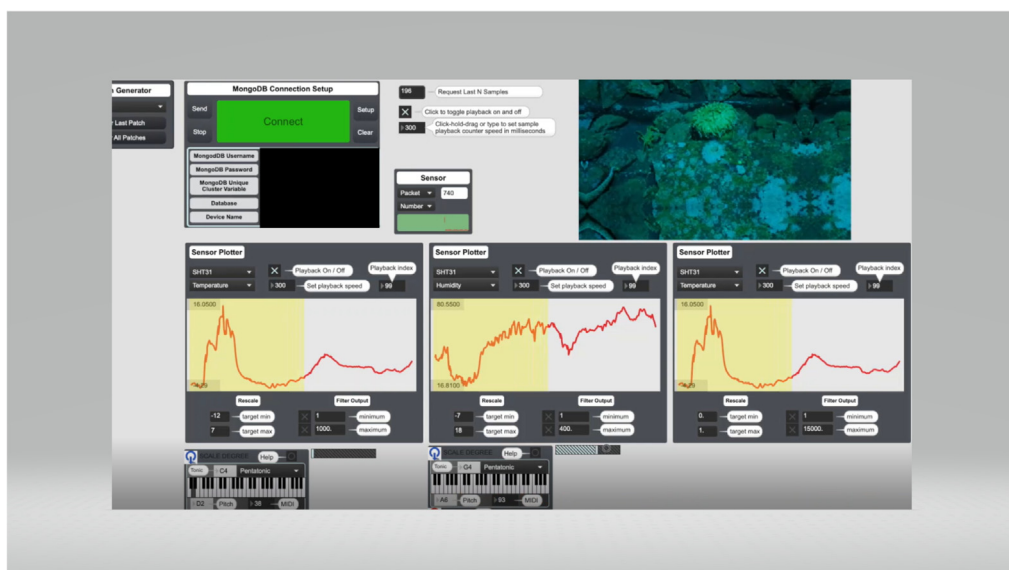 Generator
Last Patch
All Patches
MongoDB Connection Setup
Send
Connect
Setup
Stop
Clear
MongodDB Username
MongoDB Password
MongoDB Unique
Cluster Variable
Database
Device Name
196
Request Last N Samples
Click to toggle playback on and off
300
Click-hold-drag or type to set sample
playback counter speed in milliseconds
Sensor
Packet
740
Number
Sensor Plotter
SHT31
Playback On / Off
Playback index
Temperature
300
Set playback speed
99
16.0500
Rescale
Filter Output
-12
target min
1
minimum
7
target max
1000.
maximum
Sensor Plotter
SHT31
Playback On / Off
Playback index
Humidity
300
Set playback speed
99
80.5500
16.8100
Rescale
Filter Output
-7
target min
1
minimum
18
target max
400.
maximum
Sensor Plotter
SHT31
Playback On / Off
Playback index
Temperature
300
Set playback speed
99
16.0500
Rescale
Filter Output
0.
target min
1
minimum
1.
target max
15000.
maximum
SCALE DEGREE
Help
Tonic
C4
Pentatonic
D2
Pitch
38
MIDI
SCALE DEGREE
Help
Tonic
G4
Pentatonic
Pitch
MIDI